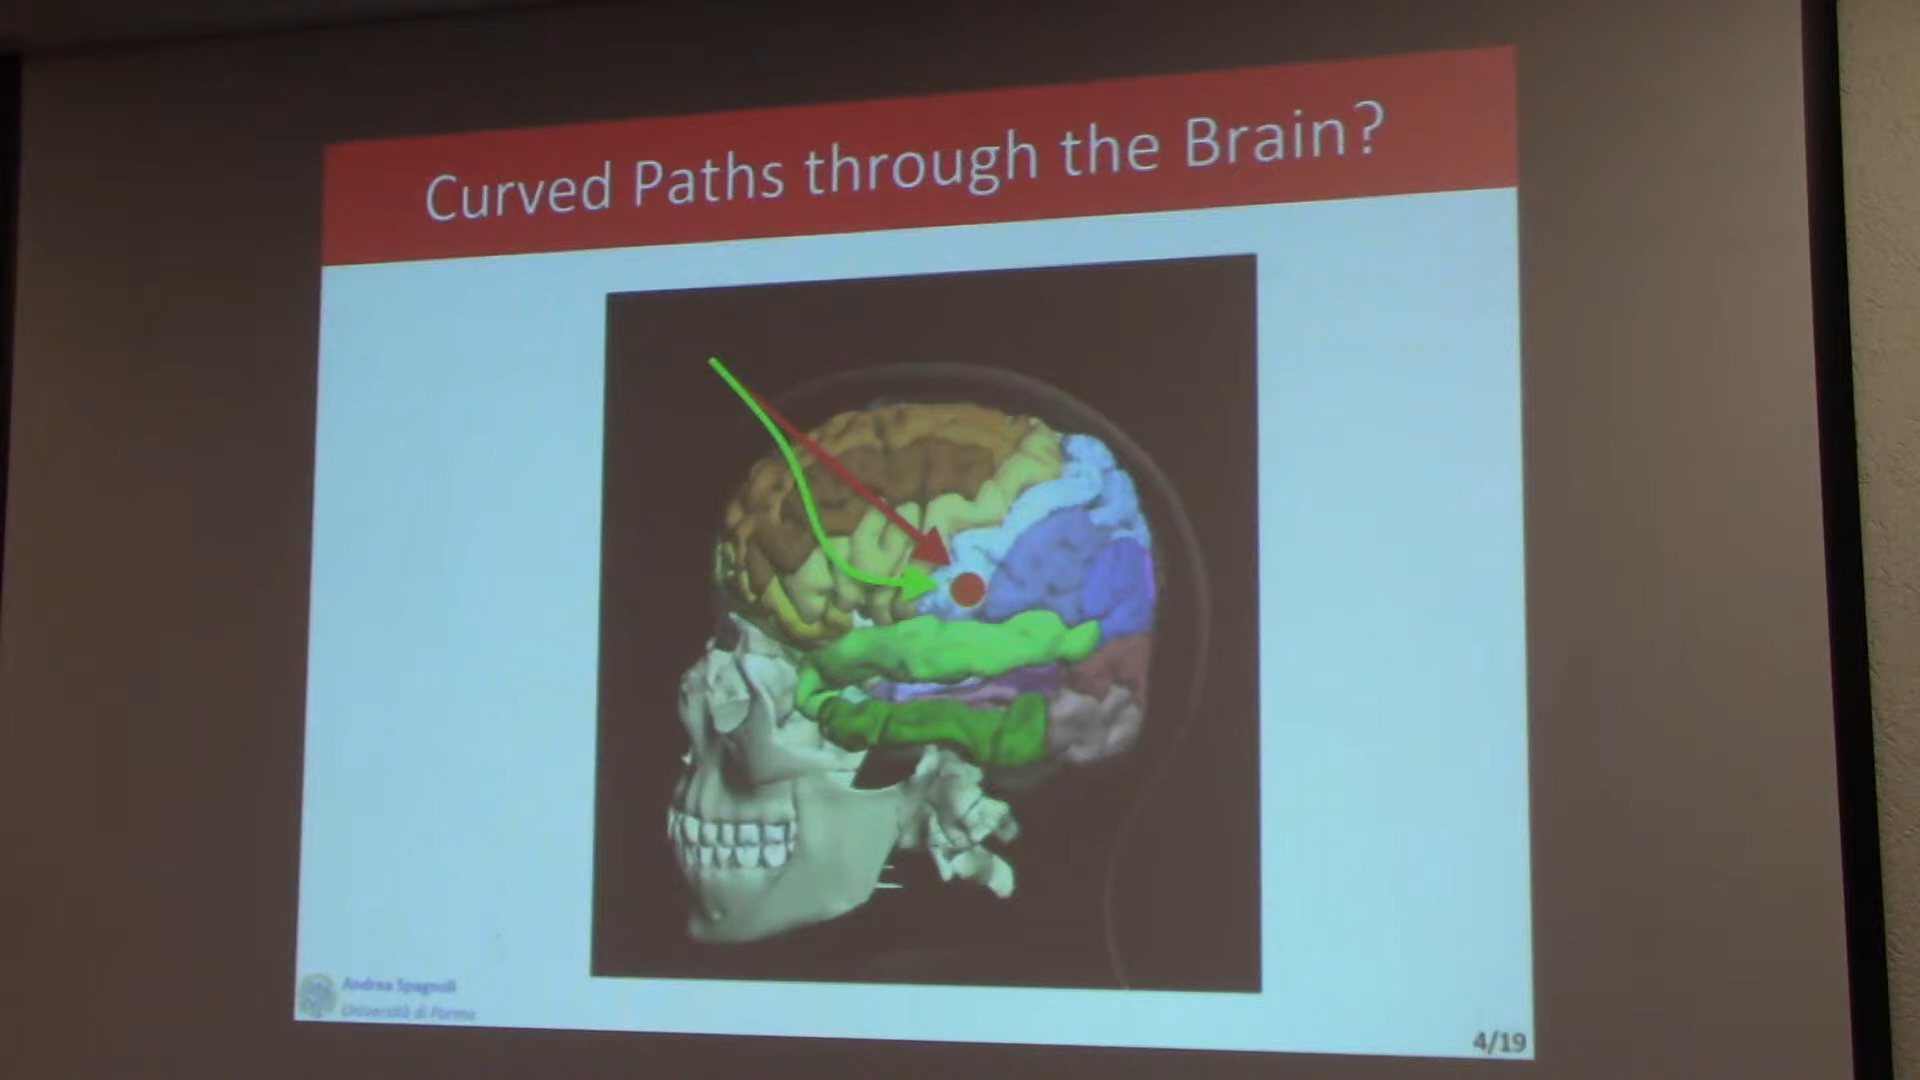 Curved Paths through the Brain?
Andrea Spagnoli
Università di Parma
4/19